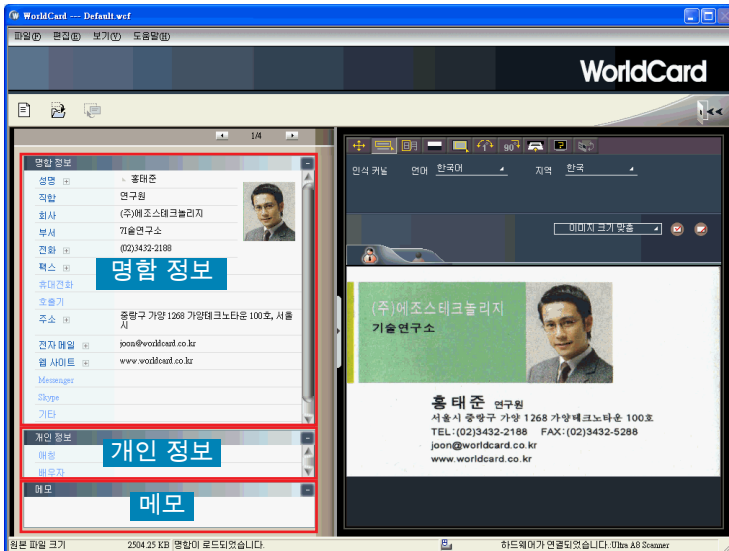 WorldCard --- Default.wcf
파일(F) 편집(E) 보기(V) 도움말(H)
WorldCard
1/4
명함 정보
성명 홍태준
직함 연구원
회사 (주)에조스테크놀리지
부서 기술연구소
전화 (02)3432-2188
팩스
명함 정보
휴대전화
호출기
주소 중랑구 가양 1268 가양테크노타운 100호, 서울시
전자 메일 joon@worldcard.co.kr
웹 사이트 www.worldcard.co.kr
Messenger
Skype
기타
개인 정보
애칭
개인 정보
배우자
메모
메모
인식 커널 언어 한국어 지역 한국
이미지 크기 맞춤
(주)에조스테크놀리지
기술연구소
홍태준 연구원
서울시 중랑구 가양 1268 가양테크노타운 100호
TEL:(02)3432-2188 FAX:(02)3432-5288
joon@worldcard.co.kr
www.worldcard.co.kr
원본 파일 크기 2504.25 KB 명함이 로드되었습니다. 하드웨어가 연결되었습니다.:Ultra A8 Scanner